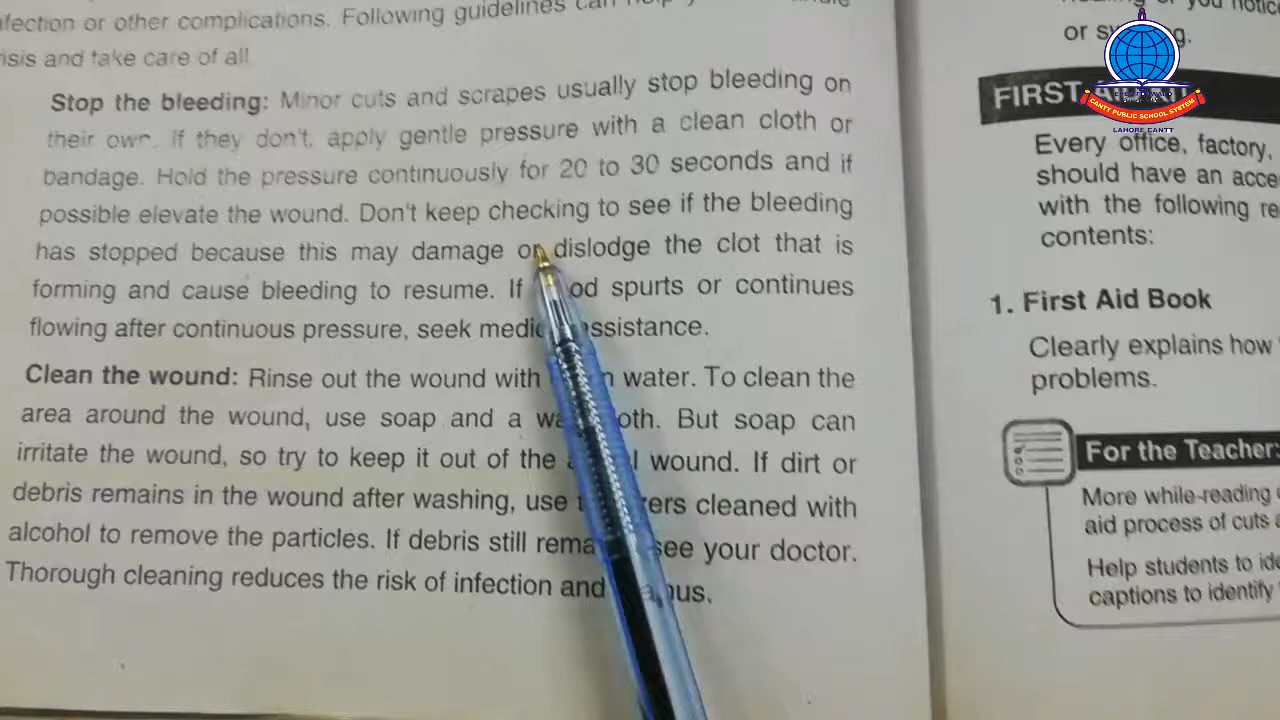 infection or other complications. Following guidelines can help
risis and take care of all
Stop the bleeding: Minor cuts and scrapes usually stop bleeding on
their own. If they don't, apply gentle pressure with a clean cloth or
bandage. Hold the pressure continuously for 20 to 30 seconds and if
possible elevate the wound. Don't keep checking to see if the bleeding
has stopped because this may damage or dislodge the clot that is
forming and cause bleeding to resume. If od spurts or continues
flowing after continuous pressure, seek medic assistance.
Clean the wound: Rinse out the wound with water. To clean the
area around the wound, use soap and a wa oth. But soap can
irritate the wound, so try to keep it out of the wound. If dirt or
debris remains in the wound after washing, use t ers cleaned with
alcohol to remove the particles. If debris still rema see your doctor.
Thorough cleaning reduces the risk of infection and nus.
you notice
or g.
FIRST
CANTT PUBLIC SCHOOL SYSTEM
LAHORE CANTT
Every office, factory,
should have an acce
with the following re
contents:
1. First Aid Book
Clearly explains how
problems.
For the Teacher:
More while-reading
aid process of cuts
Help students to ide
captions to identify